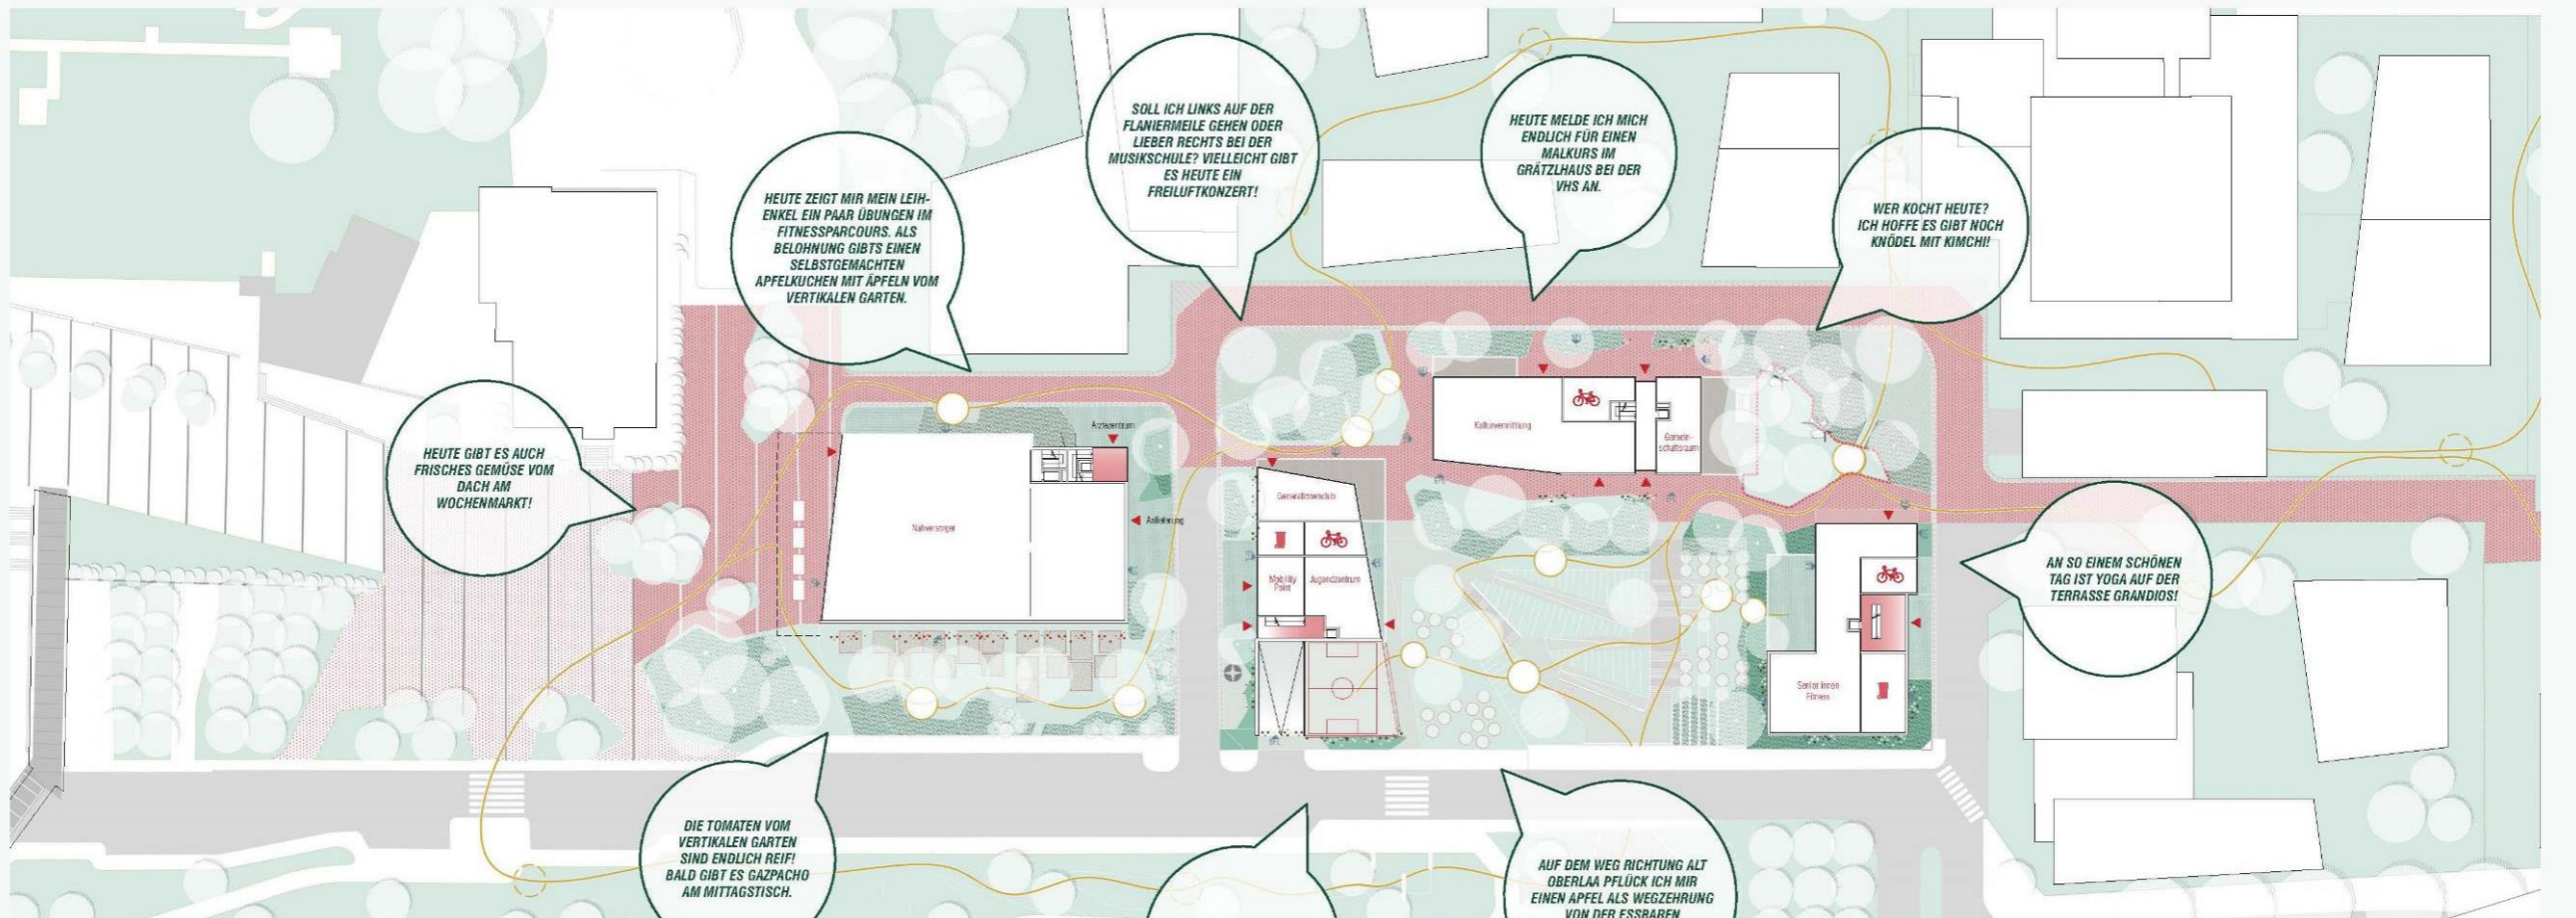 SOLL ICH LINKS AUF DER
FLANIERMEILE GEHEN ODER
LIEBER RECHTS BEI DER
MUSIKSCHULE? VIELLEICHT GIBT
ES HEUTE EIN
FREILUFTKONZERT!
HEUTE MELDE ICH MICH
ENDLICH FÜR EINEN
MALKURS IM
GRÄTZLHAUS BEI DER
VHS AN.
HEUTE ZEIGT MIR MEIN LEIH-
ENKEL EIN PAAR ÜBUNGEN IM
FITNESSPARCOURS. ALS
BELOHNUNG GIBTS EINEN
SELBSTGEMACHTEN
APFELKUCHEN MIT ÄPFELN VOM
VERTIKALEN GARTEN.
WER KOCHT HEUTE?
ICH HOFFE ES GIBT NOCH
KNÖDEL MIT KIMCHI!
HEUTE GIBT ES AUCH
FRISCHES GEMÜSE VOM
DACH AM
WOCHENMARKT!
Ärztezentrum
Nahversorger
Anlieferung
Kulturvermittlung
Gemein-
schaftsraum
Generationenclub
Mobility
Point
Jugendzentrum
Senior:innen
Fitness
AN SO EINEM SCHÖNEN
TAG IST YOGA AUF DER
TERRASSE GRANDIOS!
DIE TOMATEN VOM
VERTIKALEN GARTEN
SIND ENDLICH REIF!
BALD GIBT ES GAZPACHO
AM MITTAGSTISCH.
AUF DEM WEG RICHTUNG ALT
OBERLAA PFLÜCK ICH MIR
EINEN APFEL ALS WEGZEHRUNG
VON DER ESSBAREN